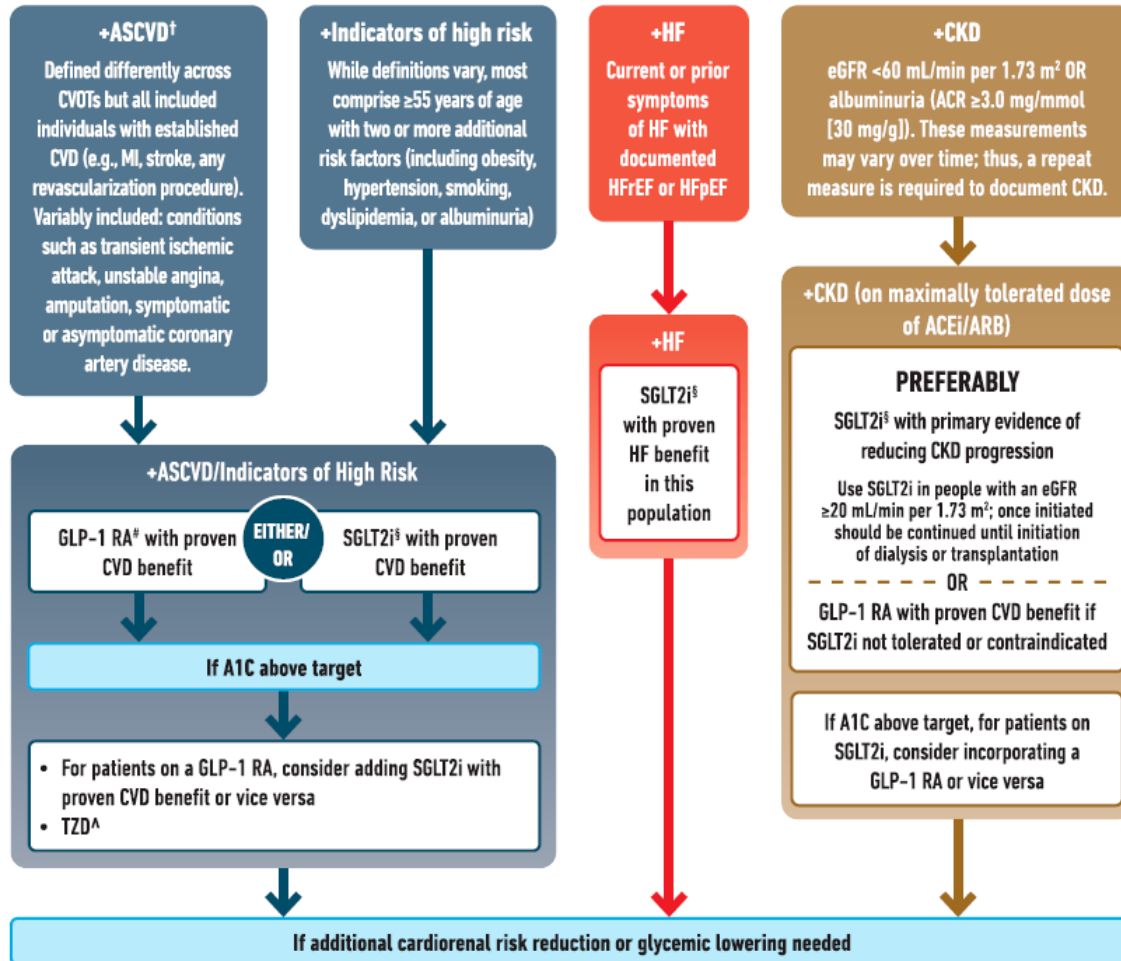 +ASCVD†
Defined differently across
CVOTs but all included
individuals with established
CVD (e.g., MI, stroke, any
revascularization procedure).
Variably included: conditions
such as transient ischemic
attack, unstable angina,
amputation, symptomatic
or asymptomatic coronary
artery disease.
+Indicators of high risk
While definitions vary, most
comprise ≥55 years of age
with two or more additional
risk factors (including obesity,
hypertension, smoking,
dyslipidemia, or albuminuria)
+HF
Current or prior
symptoms
of HF with
documented
HFrEF or HFpEF
+CKD
eGFR <60 mL/min per 1.73 m² OR
albuminuria (ACR ≥3.0 mg/mmol
[30 mg/g]). These measurements
may vary over time; thus, a repeat
measure is required to document CKD.
+ASCVD/Indicators of High Risk
GLP-1 RA# with proven
CVD benefit
EITHER/
OR
SGLT2i§ with proven
CVD benefit
If A1C above target
• For patients on a GLP-1 RA, consider adding SGLT2i with
proven CVD benefit or vice versa
• TZD^
+HF
SGLT2i§
with proven
HF benefit
in this
population
+CKD (on maximally tolerated dose
of ACEi/ARB)
PREFERABLY
SGLT2i§ with primary evidence of
reducing CKD progression
Use SGLT2i in people with an eGFR
≥20 mL/min per 1.73 m²; once initiated
should be continued until initiation
of dialysis or transplantation
OR
GLP-1 RA with proven CVD benefit if
SGLT2i not tolerated or contraindicated
If A1C above target, for patients on
SGLT2i, consider incorporating a
GLP-1 RA or vice versa
If additional cardiorenal risk reduction or glycemic lowering needed